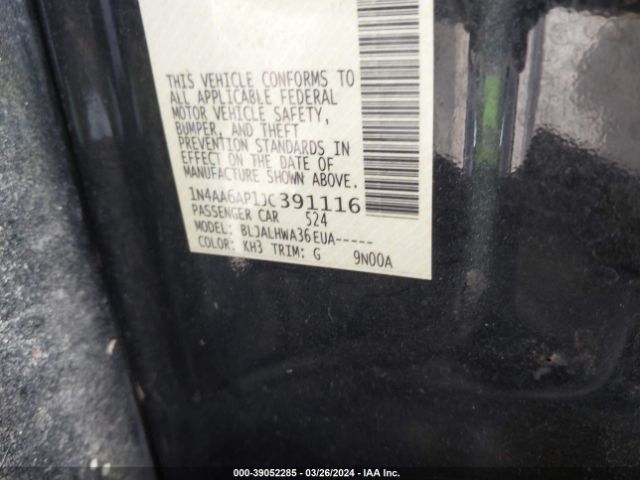 THIS VEHICLE CONFORMS TO
ALL APPLICABLE FEDERAL
MOTOR VEHICLE SAFETY,
BUMPER, AND THEFT
PREVENTION STANDARDS IN
EFFECT ON THE DATE OF
MANUFACTURE SHOWN ABOVE.
1N4AA6AP1JC391116
PASSENGER CAR 524
MODEL: BLJALHWA36EUA-----
COLOR: KH3 TRIM: G 9N00A
000-39052285 - 03/26/2024 - IAA Inc.